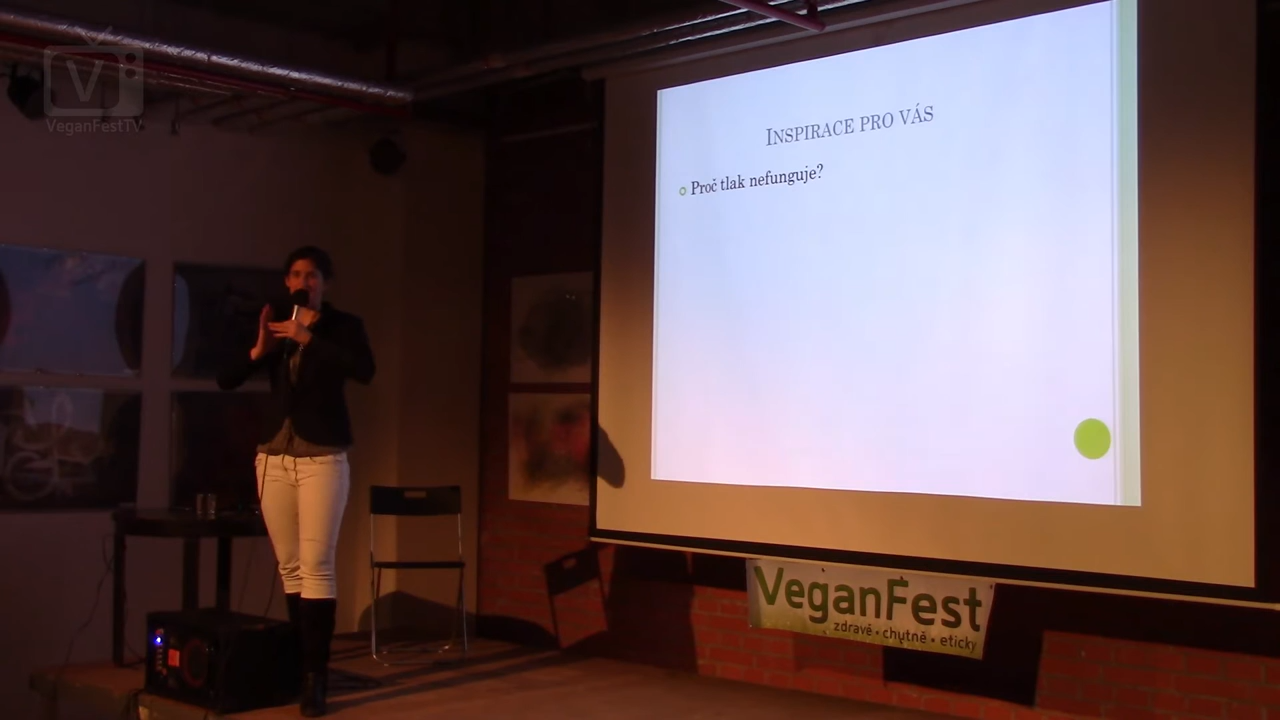 V
VeganFestTV
INSPIRACE PRO VÁS
Proč tlak nefunguje?
VeganFest
zdravě • chutně • eticky